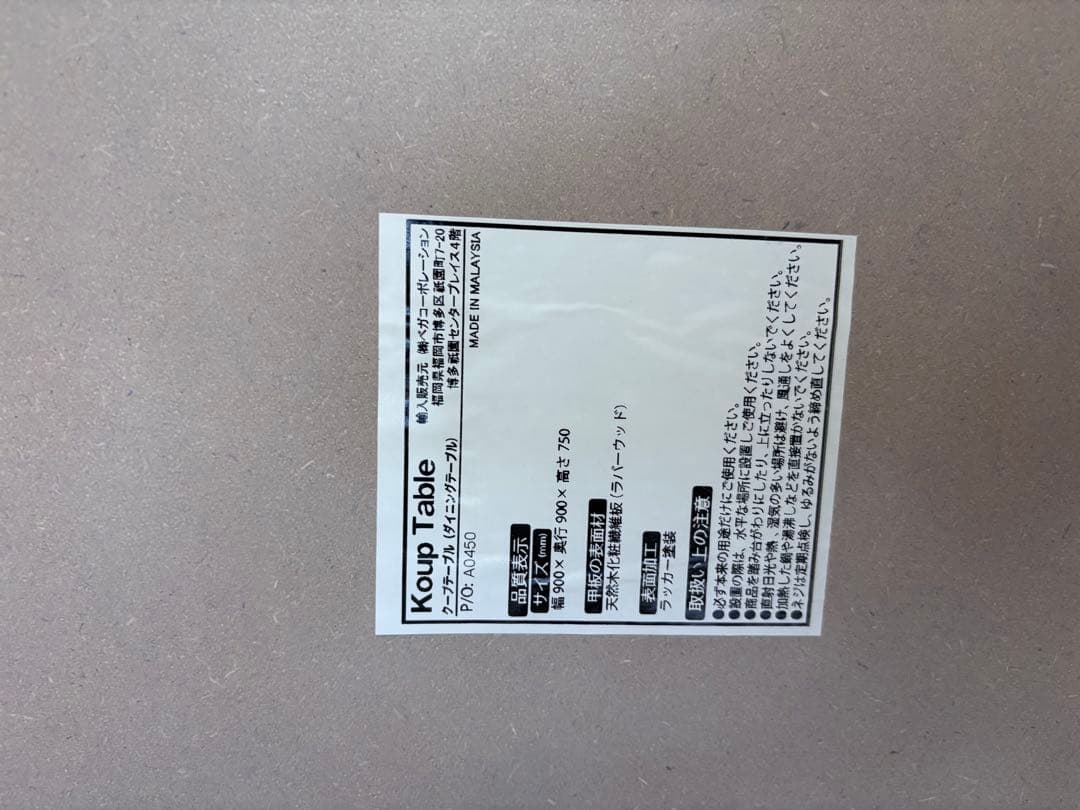 Koup Table
クープテーブル (ダイニングテーブル)
P/O: A0450
輸入販売元 ㈱ベガコーポレーション
福岡県福岡市博多区祇園町7-20
博多祇園センタープレイス4階
MADE IN MALAYSIA
品質表示
サイズ(mm)
幅 900× 奥行 900× 高さ 750
甲板の表面材
天然木化粧繊維板 (ラバーウッド)
表面加工
ラッカー塗装
取扱い上の注意
●必ず本来の用途だけにご使用ください。
●設置の際は、水平な場所に設置しご使用ください。
●商品を踏み台がわりにしたり、上に立ったりしないでください。
●直射日光や熱、湿気の多い場所は避け、風通しをよくしてください。
●加熱した鍋や湯沸しなどを直接置かないでください。
●ネジは定期点検し、ゆるみがないよう締め直してください。